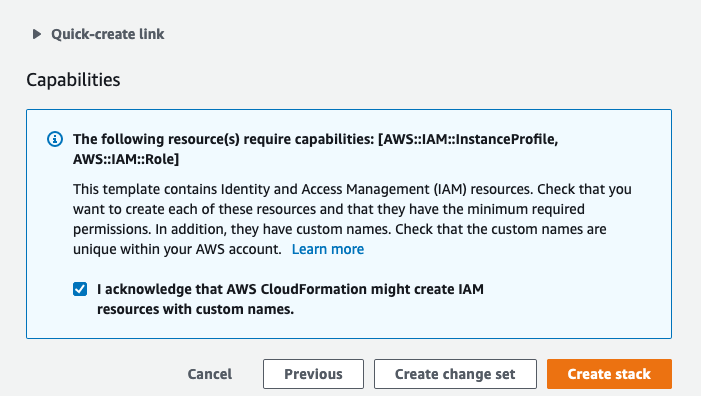 Quick-create link
Capabilities
The following resource(s) require capabilities: [AWS::IAM::InstanceProfile,
AWS::IAM::Role]
This template contains Identity and Access Management (IAM) resources. Check that you
want to create each of these resources and that they have the minimum required
permissions. In addition, they have custom names. Check that the custom names are
unique within your AWS account. Learn more
I acknowledge that AWS CloudFormation might create IAM
resources with custom names.
Cancel Previous Create change set Create stack